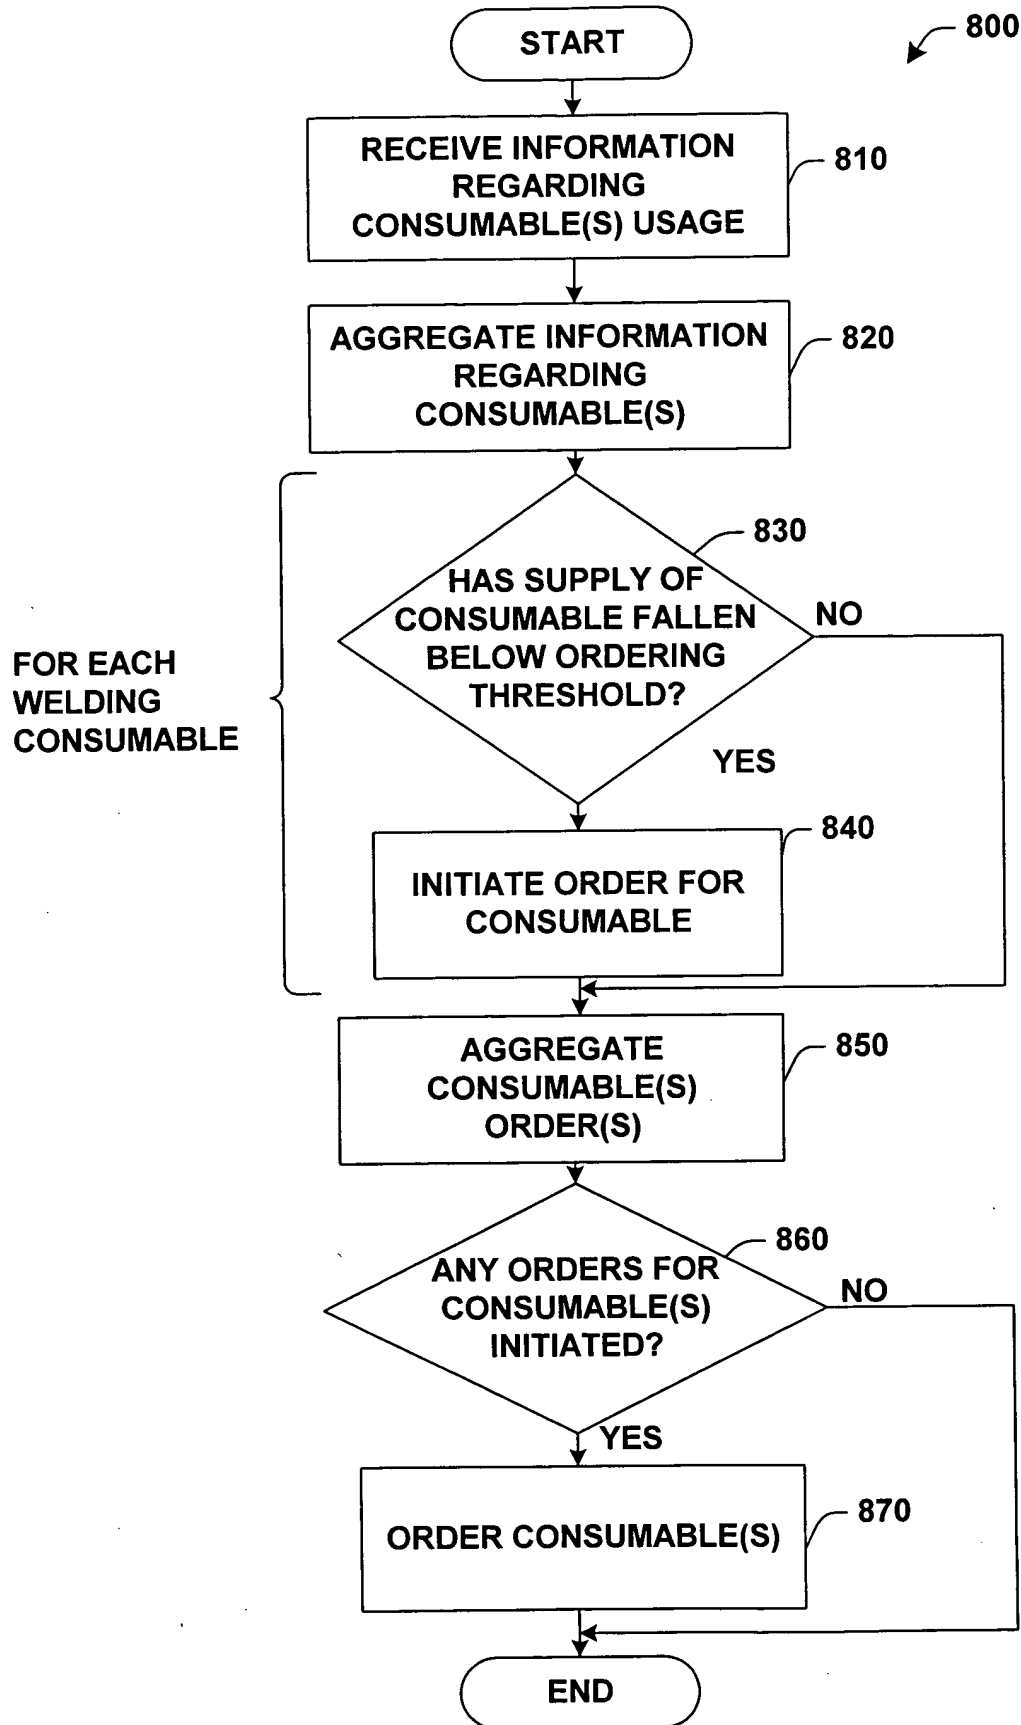 START
800
RECEIVE INFORMATION
REGARDING
CONSUMABLE(S) USAGE
810
AGGREGATE INFORMATION
REGARDING
CONSUMABLE(S)
820
830
HAS SUPPLY OF
CONSUMABLE FALLEN
BELOW ORDERING
THRESHOLD?
NO
FOR EACH
WELDING
CONSUMABLE
YES
840
INITIATE ORDER FOR
CONSUMABLE
AGGREGATE
CONSUMABLE(S)
ORDER(S)
850
860
ANY ORDERS FOR
CONSUMABLE(S)
INITIATED?
NO
YES
870
ORDER CONSUMABLE(S)
END